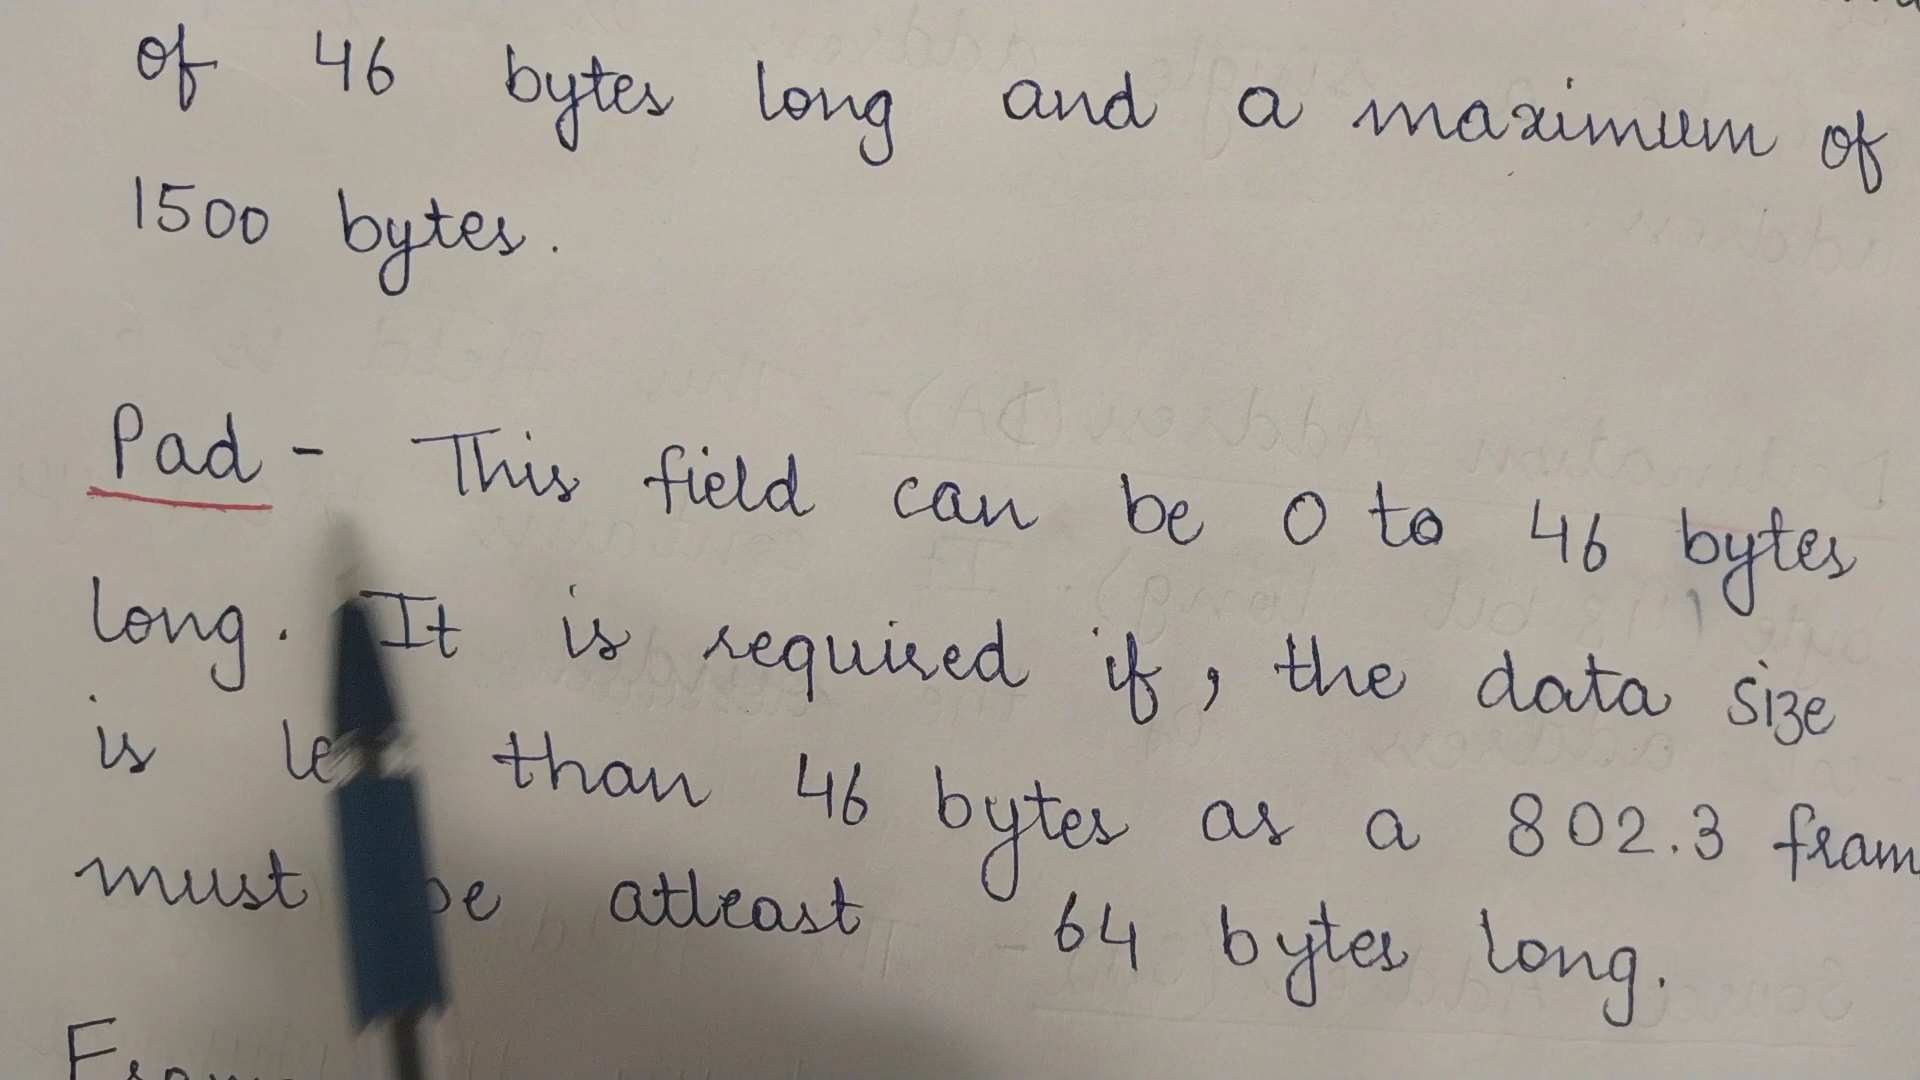 of 46 bytes long and a maximum of
1500 bytes.
Pad - This field can be 0 to 46 bytes
long. It is required if, the data size
is than 46 bytes as a 802.3 fram
must be atleast 64 bytes long.